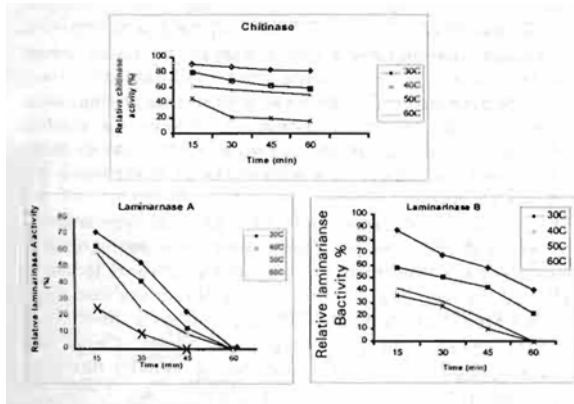 Chitinase
Relative chitinase
activity (%)
100
80
60
40
20
0
15 30 45 60
Time (min)
30C
40C
50C
60C
Laminarnase A
Relative laminarinase A activity
(%)
80
70
60
50
40
30
20
10
0
15 30 45 60
Time (min)
30C
40C
50C
60C
Laminarinase B
Relative laminarianse
Bactivity %
100
90
80
70
60
50
40
30
20
10
0
15 30 45 60
Time (min)
30C
40C
50C
60C